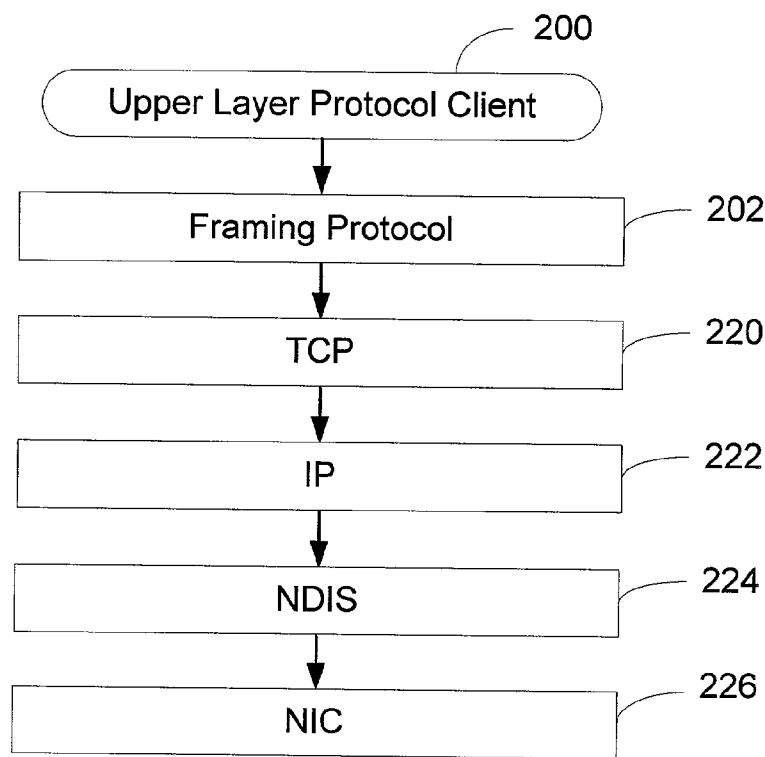 200
Upper Layer Protocol Client
202
Framing Protocol
220
TCP
222
IP
224
NDIS
226
NIC